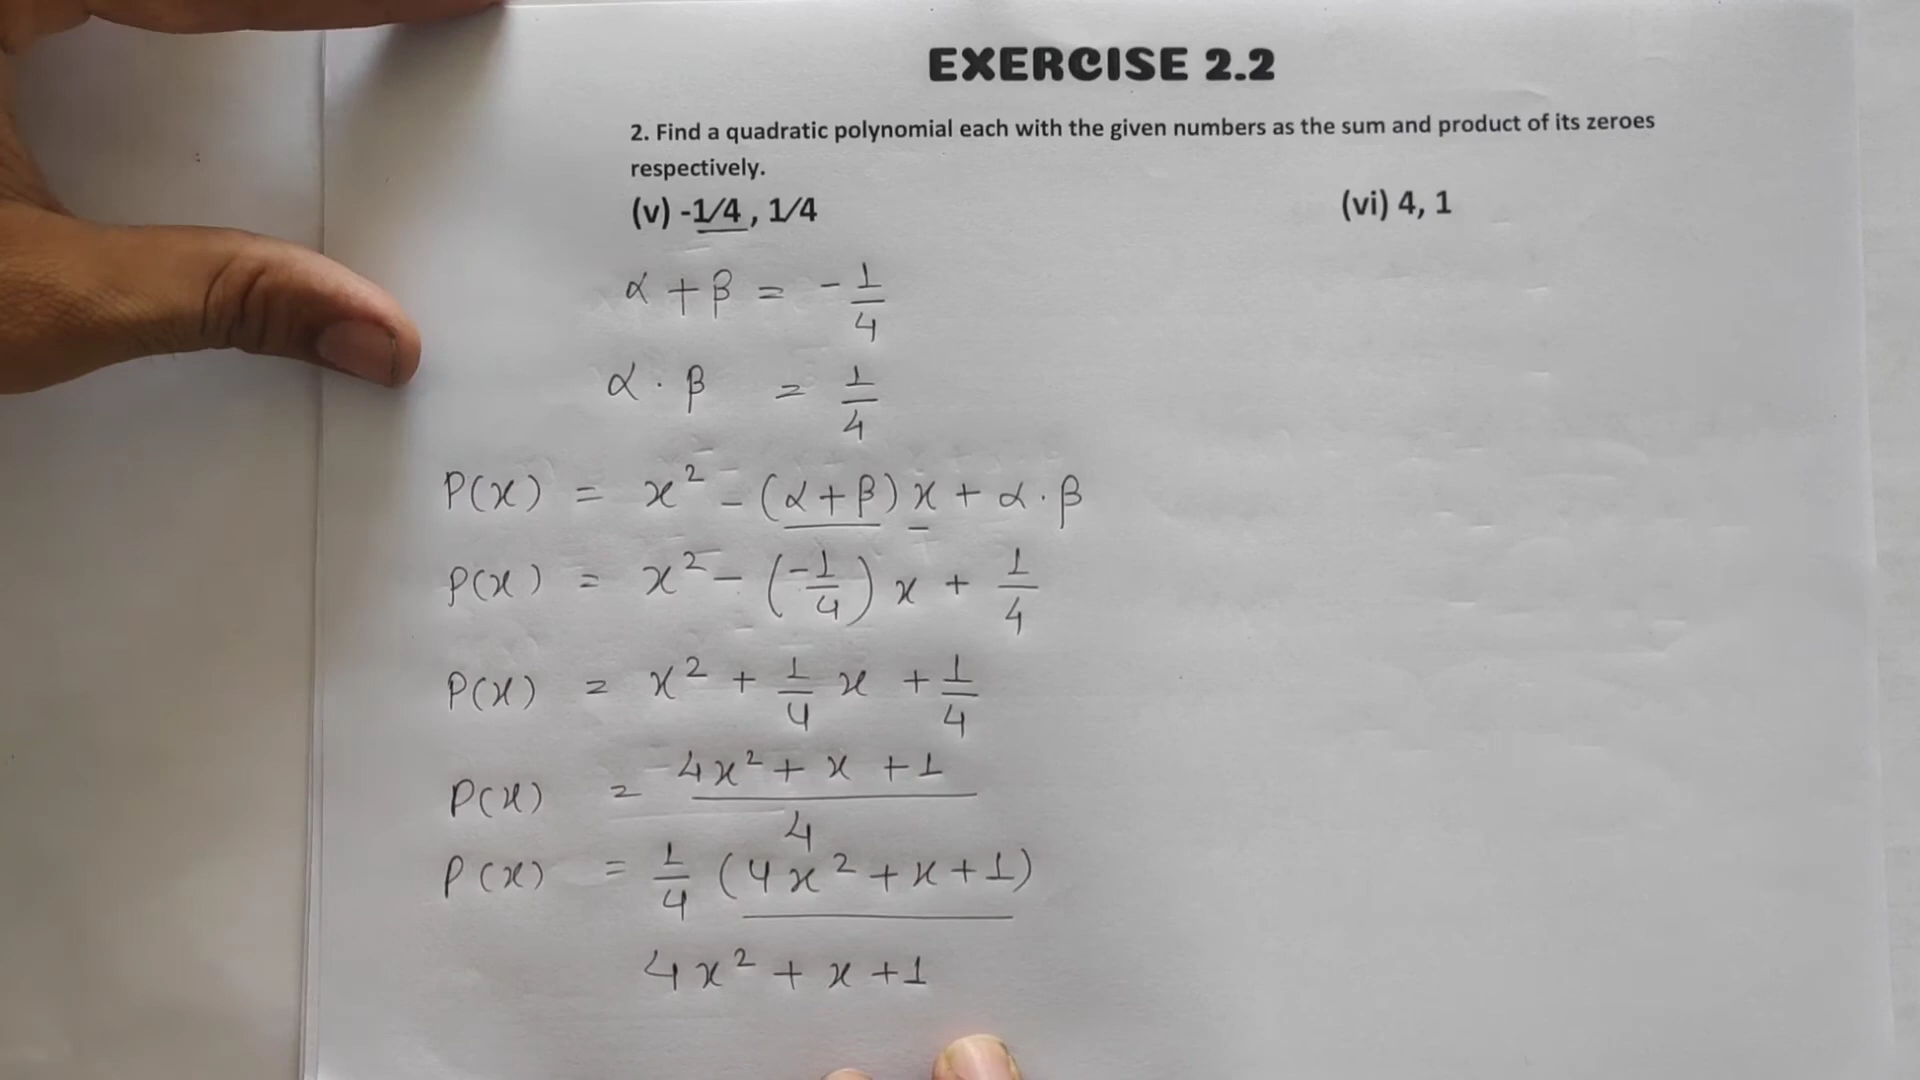 EXERCISE 2.2
2. Find a quadratic polynomial each with the given numbers as the sum and product of its zeroes
respectively.
(v) -1/4 , 1/4
(vi) 4, 1
α + β = - 1/4
α . β = 1/4
P(x) = x² - (α + β) x + α . β
P(x) = x² - (-1/4) x + 1/4
P(x) = x² + 1/4 x + 1/4
P(x) = 4x² + x + 1 / 4
P(x) = 1/4 (4x² + x + 1)
4x² + x + 1